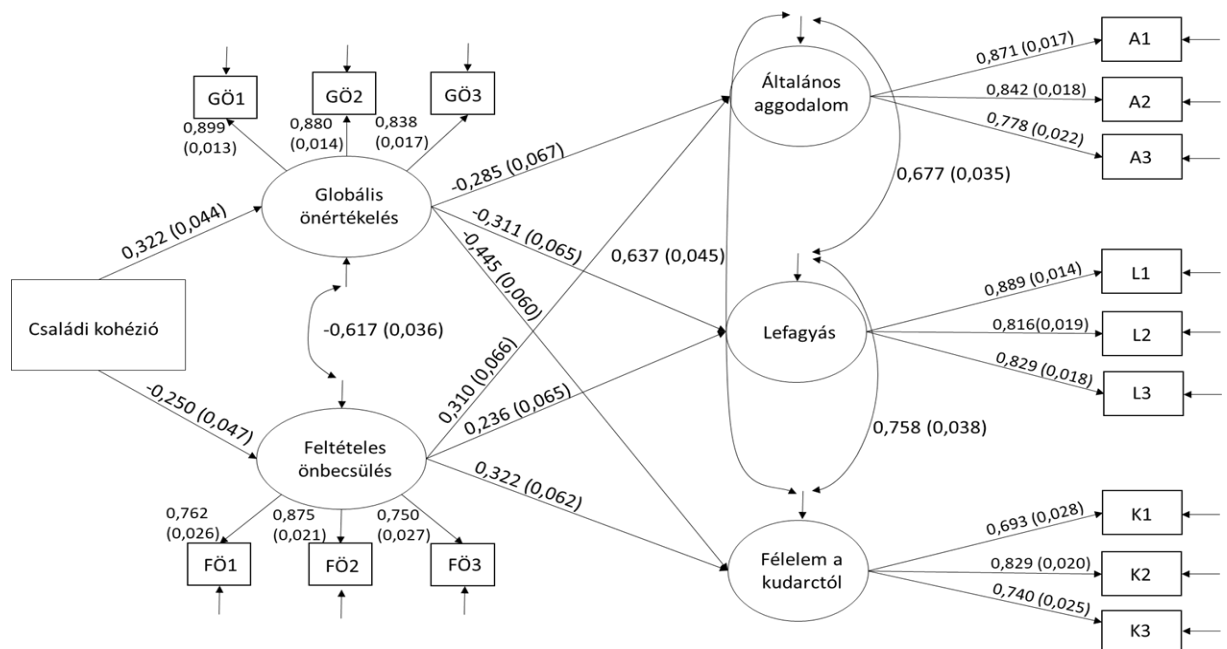 GÖ1
GÖ2
GÖ3
0,899
(0,013)
0,880
(0,014)
0,838
(0,017)
Globális
önértékelés
0,322 (0,044)
Családi kohézió
-0,250 (0,047)
-0,617 (0,036)
Feltételes
önbecsülés
0,762
(0,026)
0,875
(0,021)
0,750
(0,027)
FÖ1
FÖ2
FÖ3
-0,285 (0,067)
-0,311 (0,065)
-0,445 (0,060)
0,310 (0,066)
0,236 (0,065)
0,322 (0,062)
0,637 (0,045)
Általános
aggodalom
0,677 (0,035)
Lefagyás
0,758 (0,038)
Félelem a
kudarctól
0,871 (0,017)
0,842 (0,018)
0,778 (0,022)
A1
A2
A3
0,889 (0,014)
0,816(0,019)
0,829 (0,018)
L1
L2
L3
0,693 (0,028)
0,829 (0,020)
0,740 (0,025)
K1
K2
K3